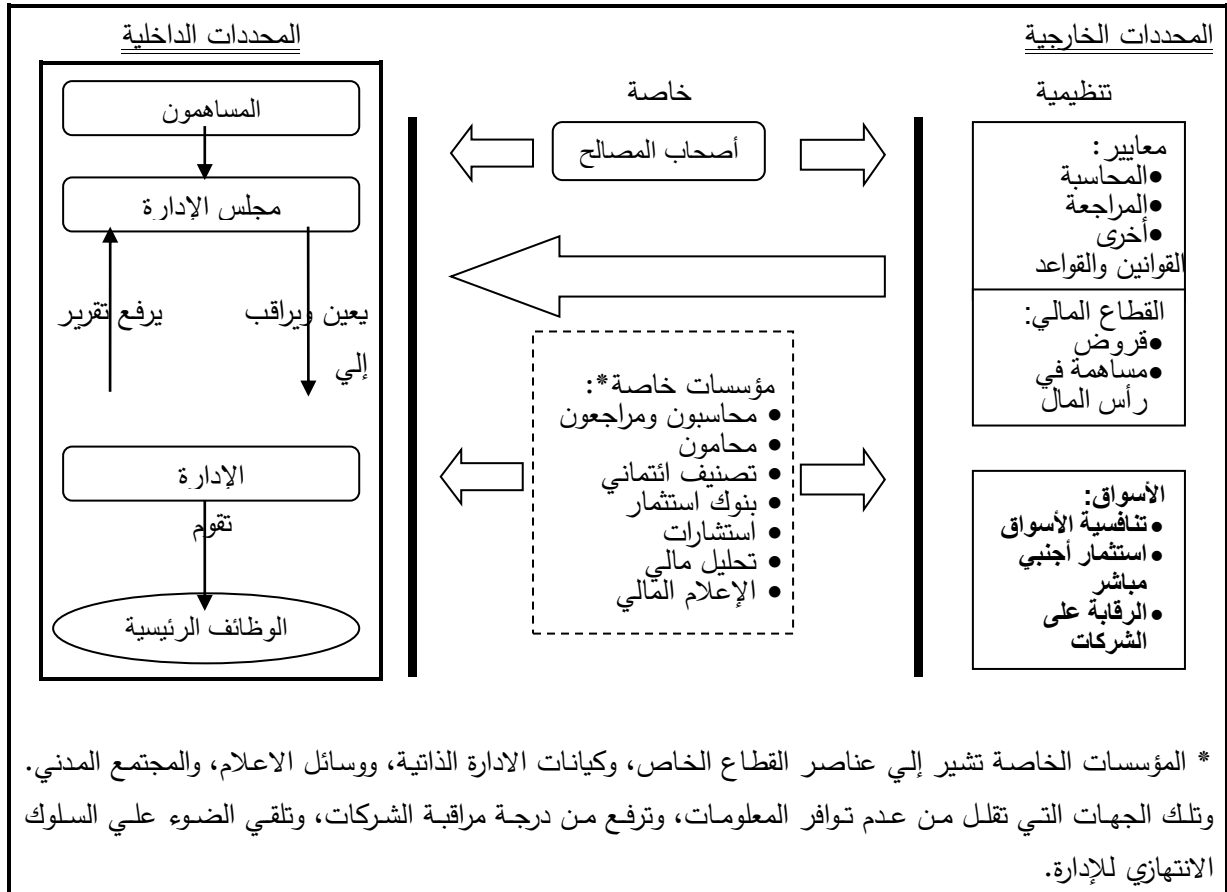 المحددات الخارجية
المحددات الداخلية
تنظيمية
خاصة
معايير:
●المحاسبة
●المراجعة
●أخرى
القوانين والقواعد
القطاع المالي:
●قروض
●مساهمة في
رأس المال
الأسواق:
●تنافسية الأسواق
●استثمار أجنبي
مباشر
●الرقابة على
الشركات
أصحاب المصالح
مؤسسات خاصة*:
● محاسبون ومراجعون
● محامون
● تصنيف ائتماني
● بنوك استثمار
● استشارات
● تحليل مالي
● الإعلام المالي
المساهمون
مجلس الإدارة
يعين ويراقب
يرفع تقرير
إلي
الإدارة
تقوم
الوظائف الرئيسية
* المؤسسات الخاصة تشير إلي عناصر القطاع الخاص، وكيانات الادارة الذاتية، ووسائل الاعلام، والمجتمع المدني.
وتلك الجهات التي تقلل من عدم توافر المعلومات، وترفع من درجة مراقبة الشركات، وتلقي الضوء علي السلوك
الانتهازي للإدارة.